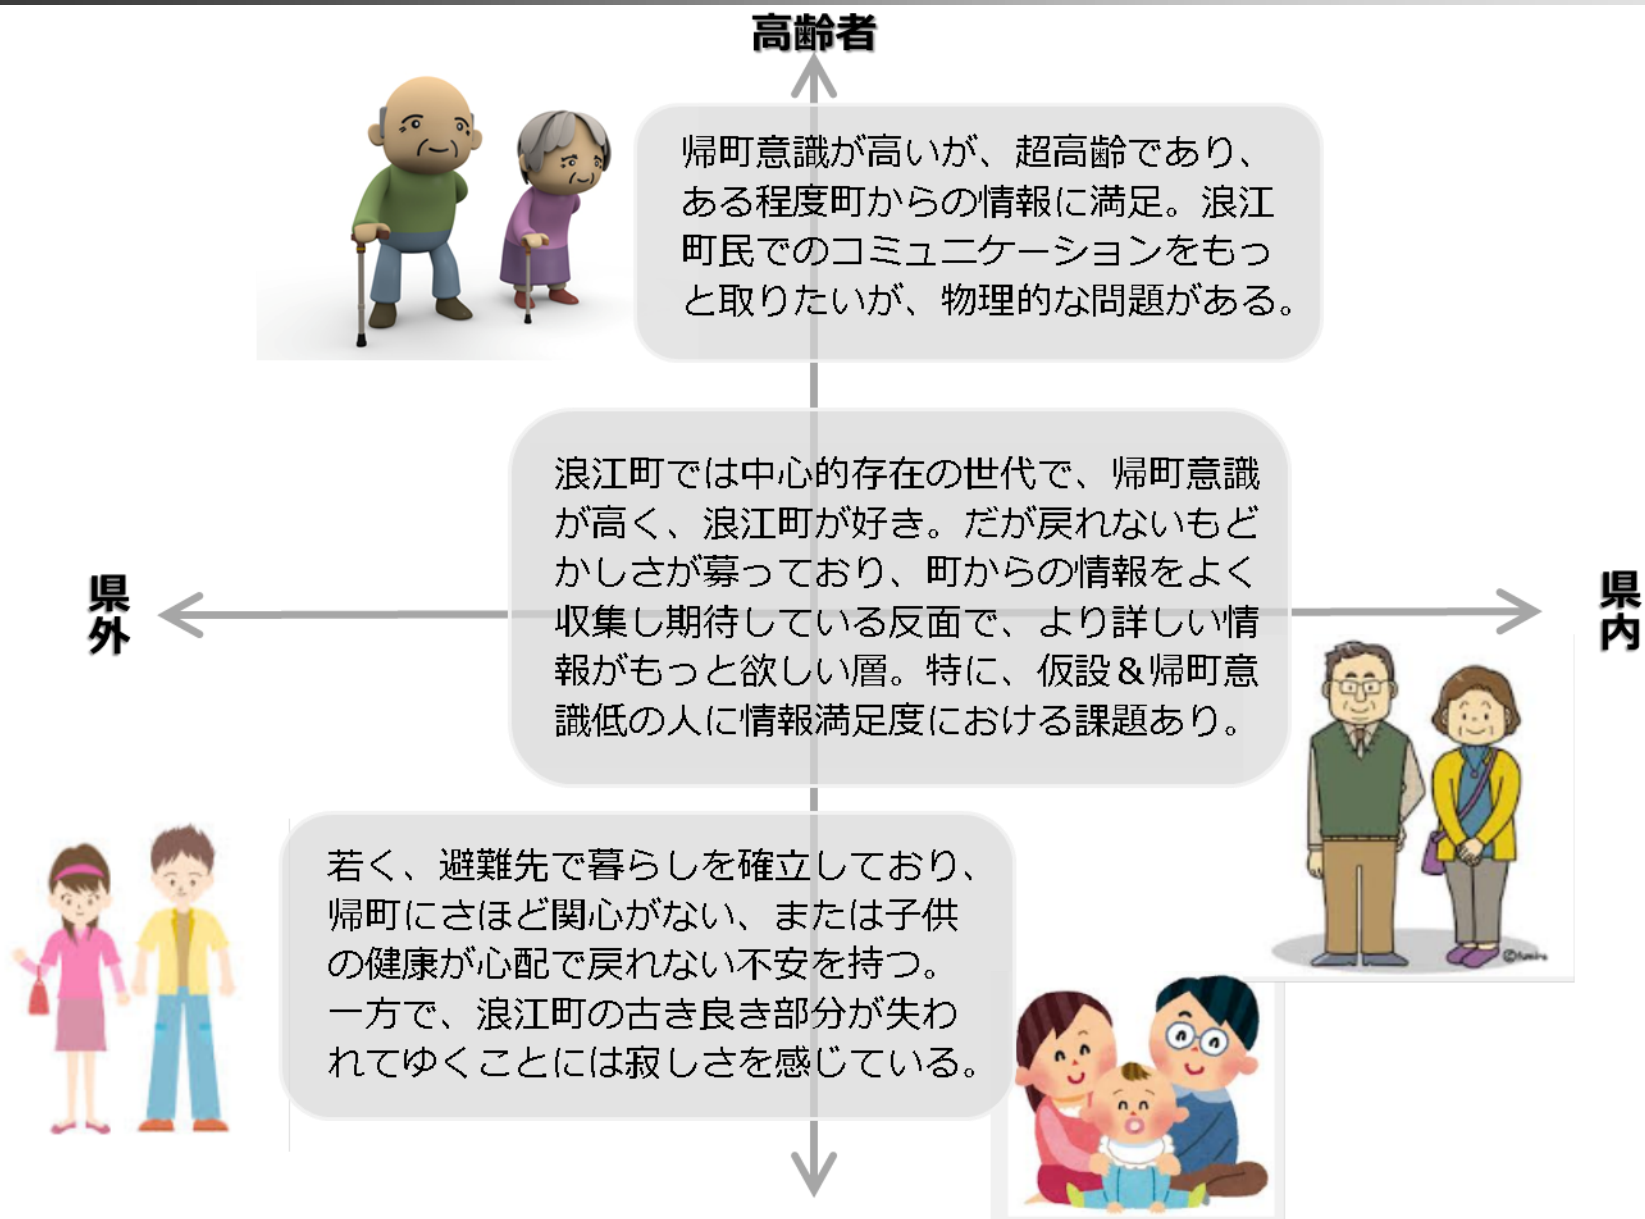 高齢者
帰町意識が高いが、超高齢であり、
ある程度町からの情報に満足。浪江
町民でのコミュニケーションをもっ
と取りたいが、物理的な問題がある。
浪江町では中心的存在の世代で、帰町意識
が高く、浪江町が好き。だが戻れないもど
かしさが募っており、町からの情報をよく
収集し期待している反面で、より詳しい情
報がもっと欲しい層。特に、仮設&帰町意
識低の人に情報満足度における課題あり。
県外
県内
若く、避難先で暮らしを確立しており、
帰町にさほど関心がない、または子供
の健康が心配で戻れない不安を持つ。
一方で、浪江町の古き良き部分が失わ
れてゆくことには寂しさを感じている。